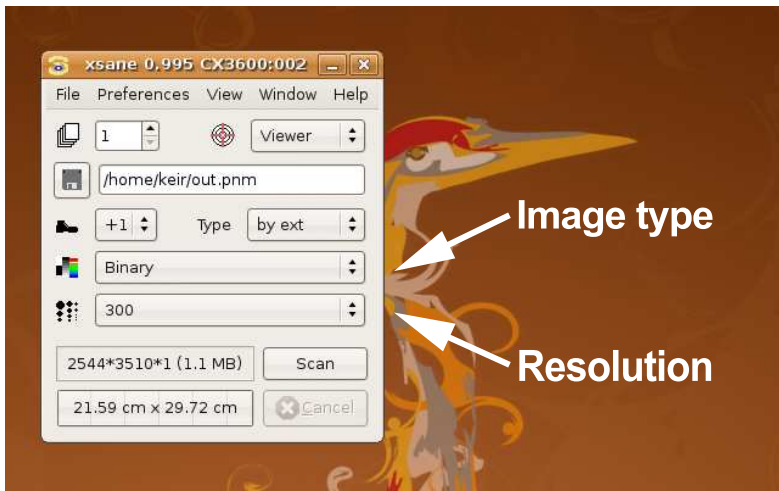 xsane 0.995 CX3600:002
File Preferences View Window Help
1 Viewer
/home/keir/out.pnm
+1 Type by ext
Image type
Binary
300
Resolution
2544*3510*1 (1.1 MB) Scan
21.59 cm x 29.72 cm Cancel